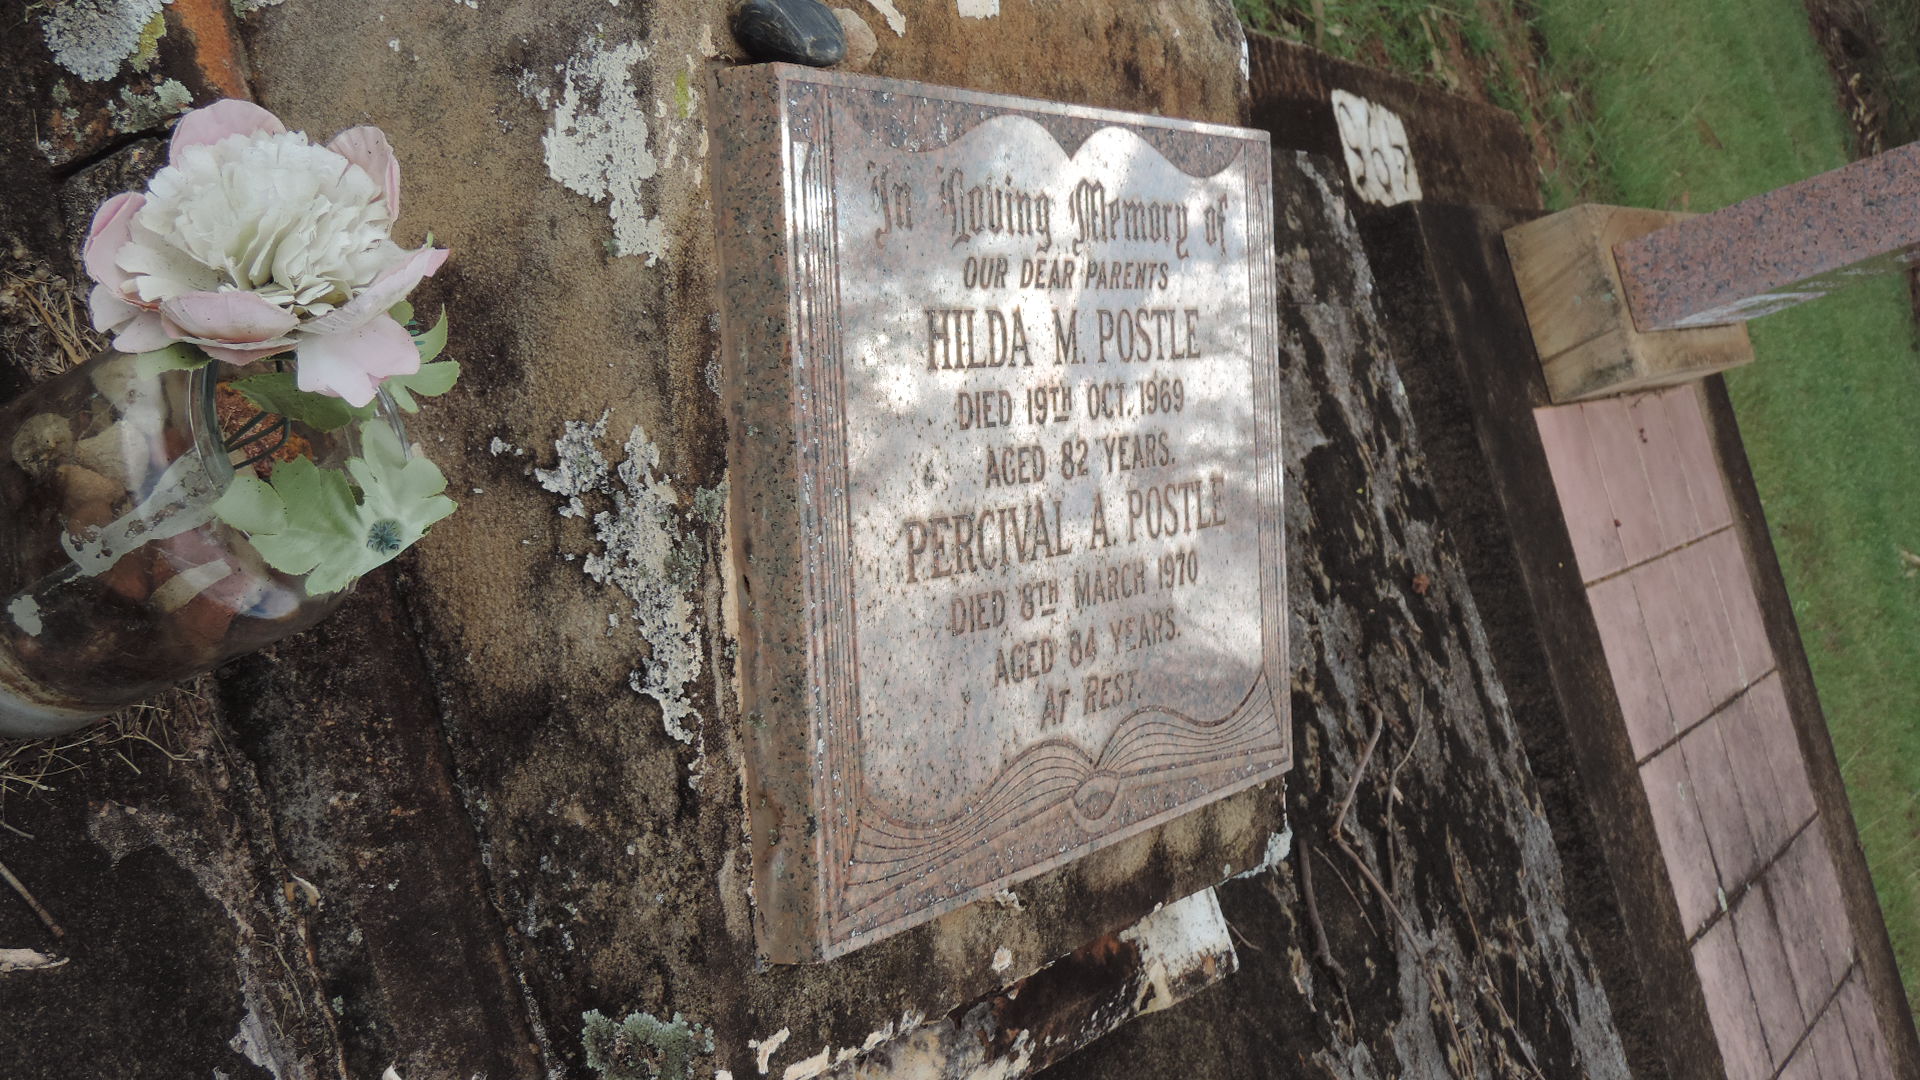 In Loving Memory of
OUR DEAR PARENTS
HILDA M. POSTLE
DIED 19TH OCT. 1969
AGED 82 YEARS.
PERCIVAL A. POSTLE
DIED 8TH MARCH 1970
AGED 84 YEARS.
AT REST.
567